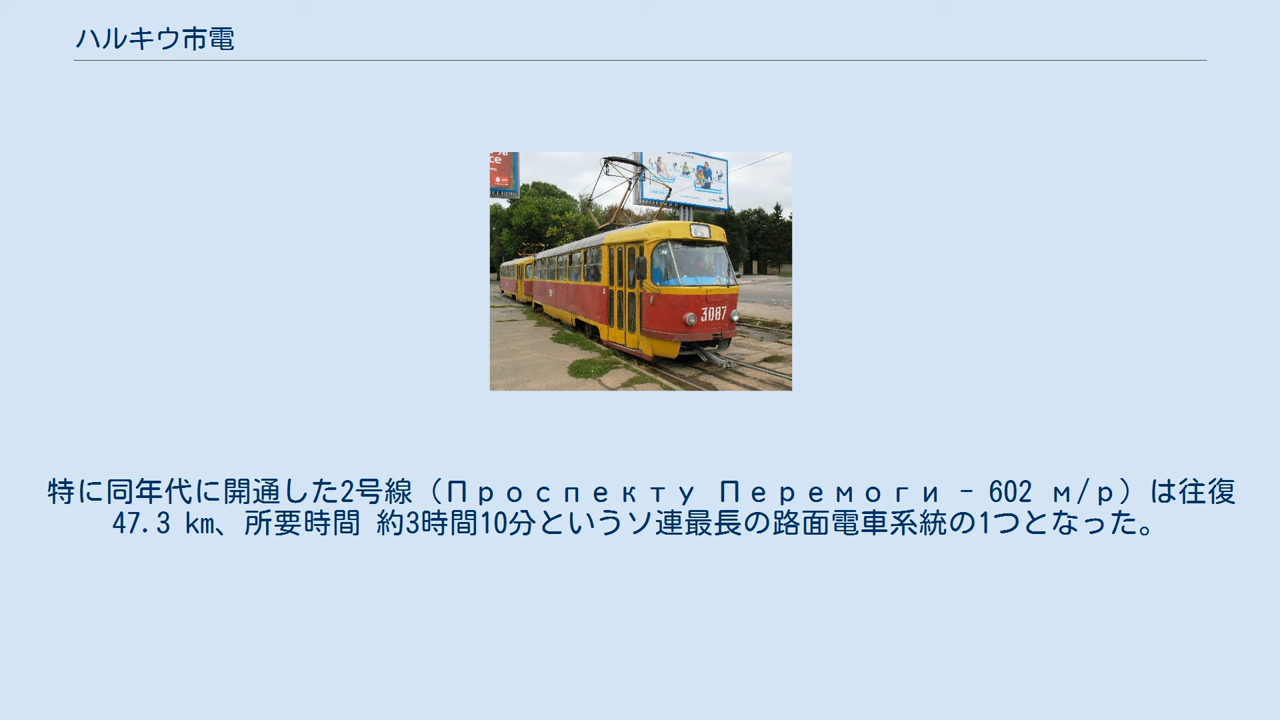 ハルキウ市電
ce
3087
特に同年代に開通した2号線（Проспекту Перемоги - 602 м/р）は往復
47.3 km、所要時間 約3時間10分というソ連最長の路面電車系統の1つとなった。